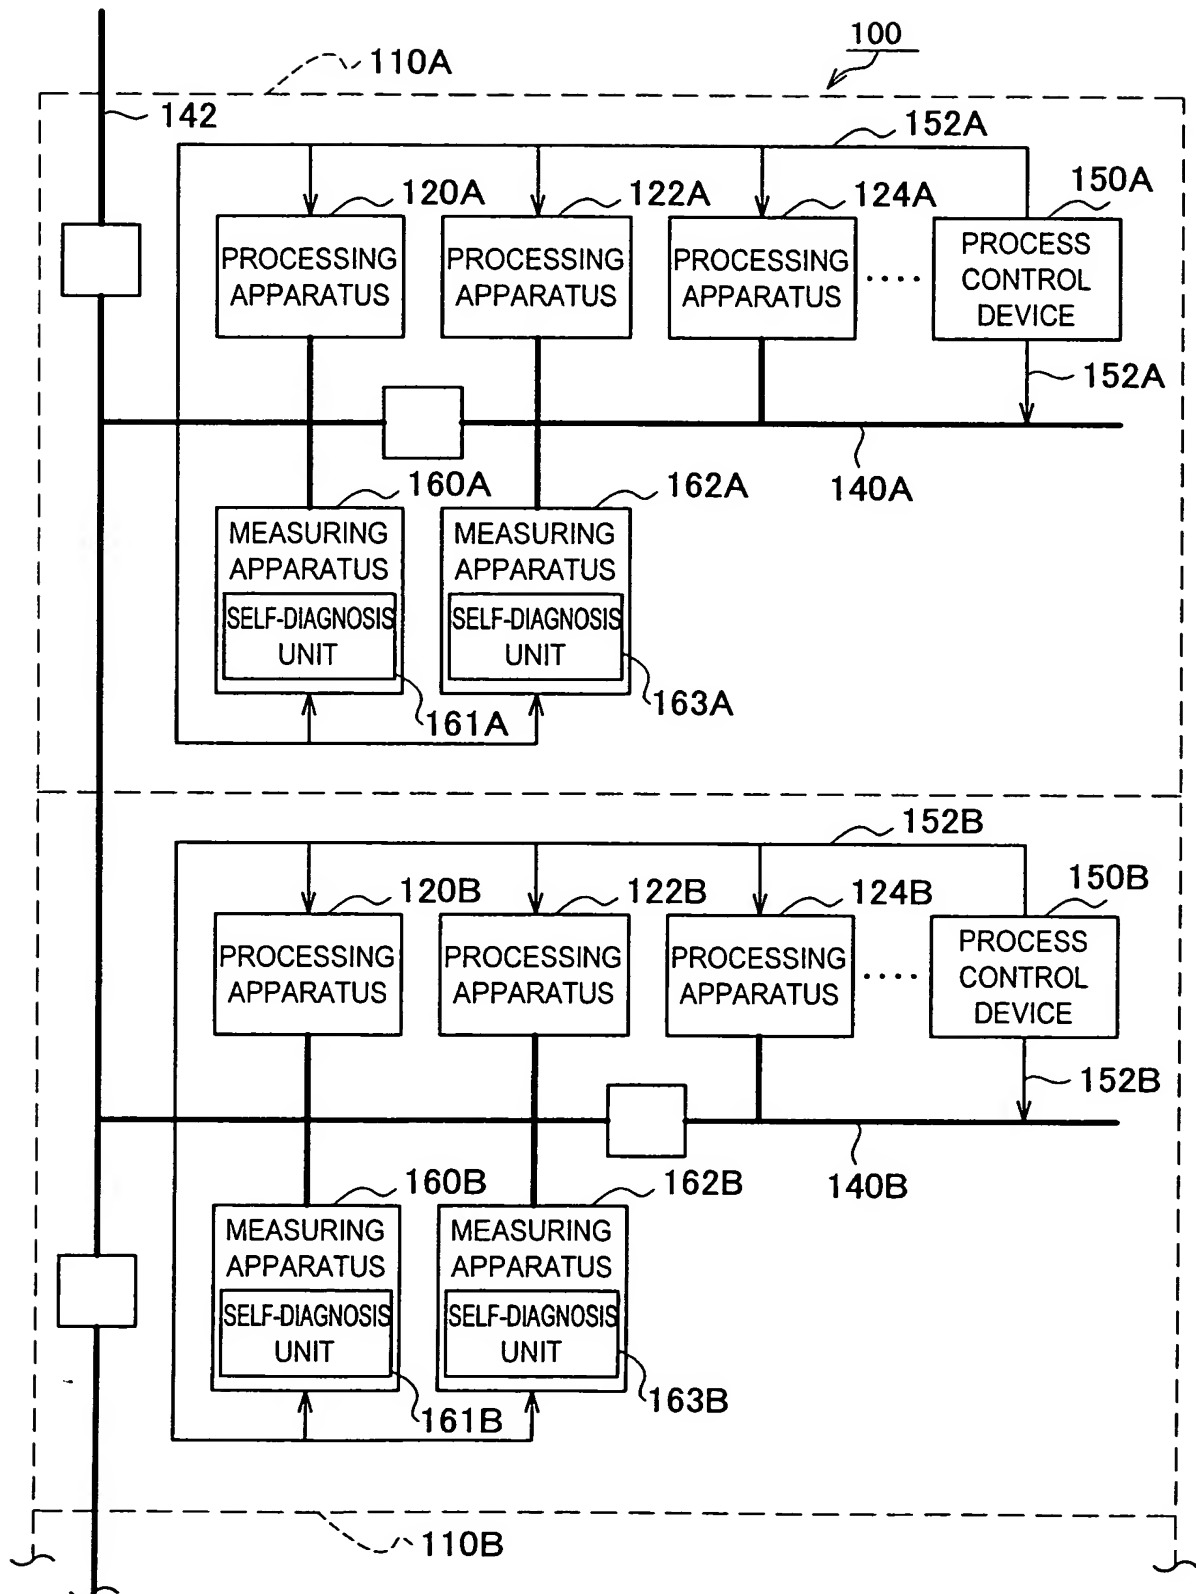 100
110A
142
152A
120A
122A
124A
150A
PROCESSING
APPARATUS
PROCESSING
APPARATUS
PROCESSING
APPARATUS
....
PROCESS
CONTROL
DEVICE
152A
140A
160A
162A
MEASURING
APPARATUS
SELF-DIAGNOSIS
UNIT
MEASURING
APPARATUS
SELF-DIAGNOSIS
UNIT
161A
163A
152B
120B
122B
124B
150B
PROCESSING
APPARATUS
PROCESSING
APPARATUS
PROCESSING
APPARATUS
....
PROCESS
CONTROL
DEVICE
152B
140B
160B
162B
MEASURING
APPARATUS
SELF-DIAGNOSIS
UNIT
MEASURING
APPARATUS
SELF-DIAGNOSIS
UNIT
161B
163B
110B